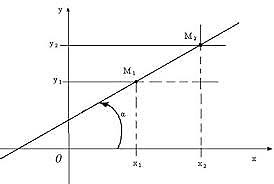 y
y₂
M₂
M₁
y₁
α
O
x₁
x₂
x